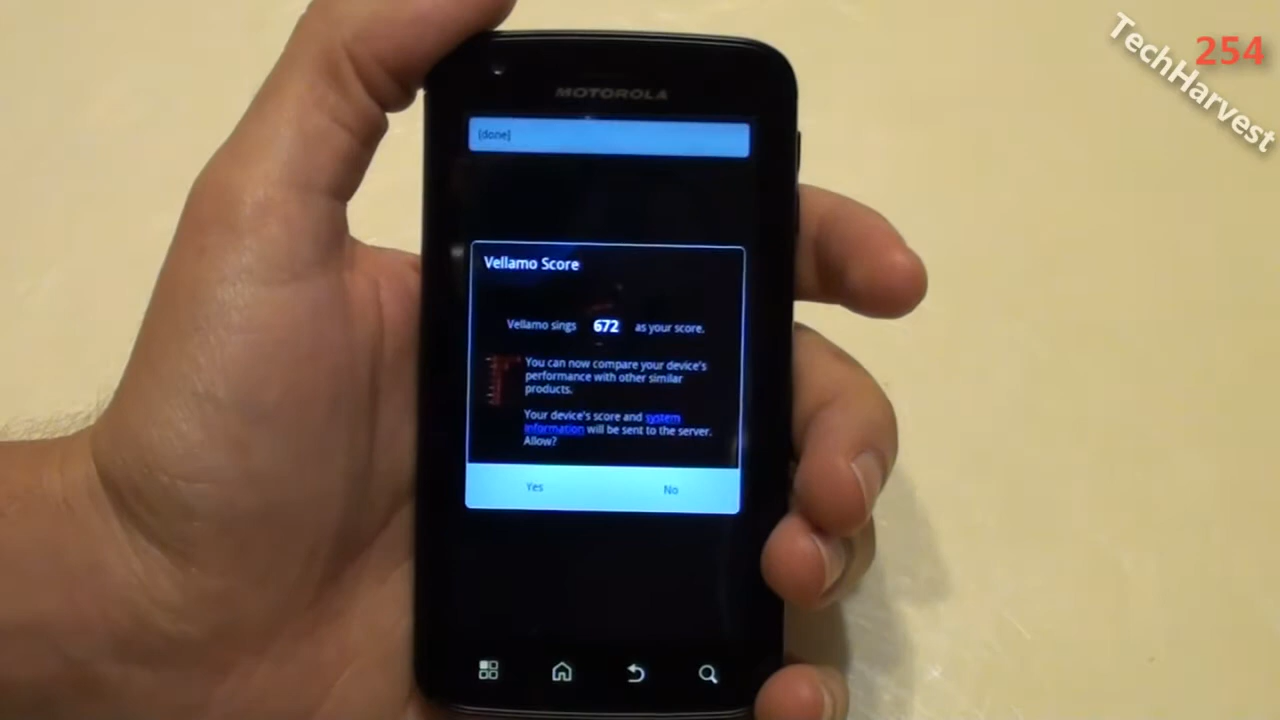 TechHarvest
254
MOTOROLA
[done]
Vellamo Score
Vellamo sings 672 as your score.
You can now compare your device's
performance with other similar
products.
Your device's score and system
information will be sent to the server.
Allow?
Yes No